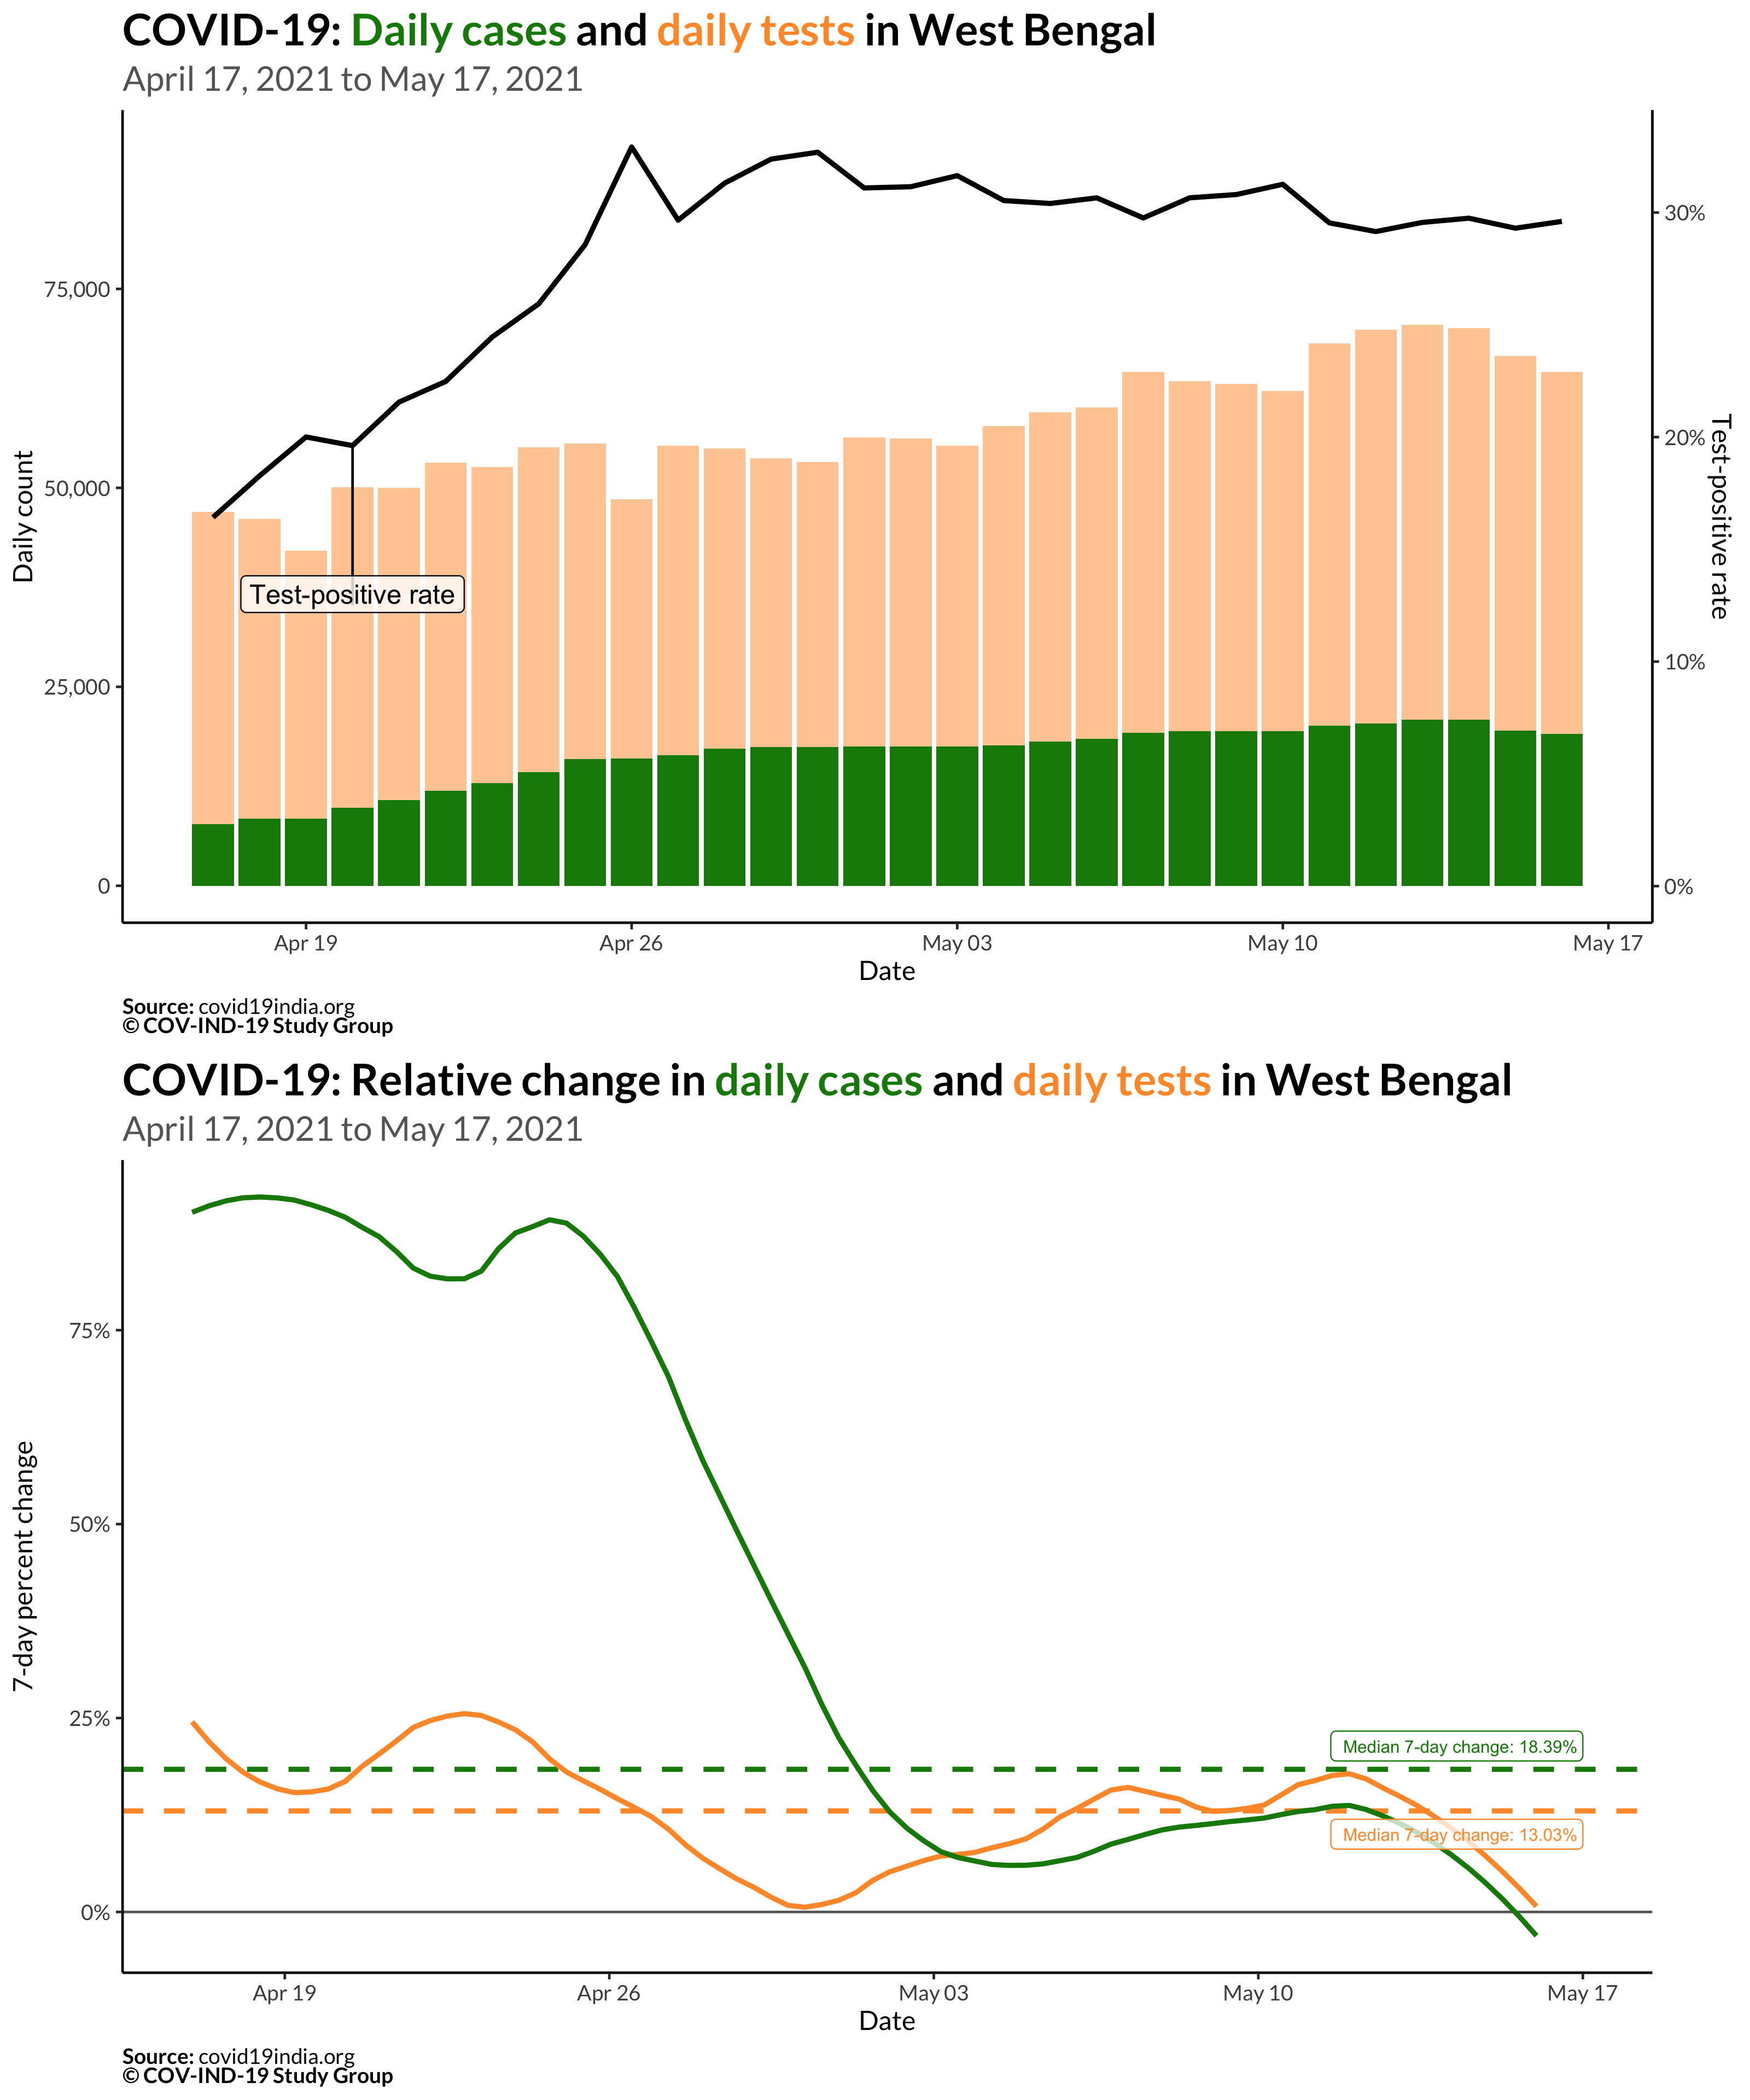 COVID-19: Daily cases and daily tests in West Bengal
April 17, 2021 to May 17, 2021
Daily count
75,000
50,000
25,000
0
Test-positive rate
30%
20%
10%
0%
Test-positive rate
Apr 19
Apr 26
May 03
May 10
May 17
Date
Source: covid19india.org
© COV-IND-19 Study Group
COVID-19: Relative change in daily cases and daily tests in West Bengal
April 17, 2021 to May 17, 2021
7-day percent change
75%
50%
25%
0%
Median 7-day change: 18.39%
Median 7-day change: 13.03%
Apr 19
Apr 26
May 03
May 10
May 17
Date
Source: covid19india.org
© COV-IND-19 Study Group